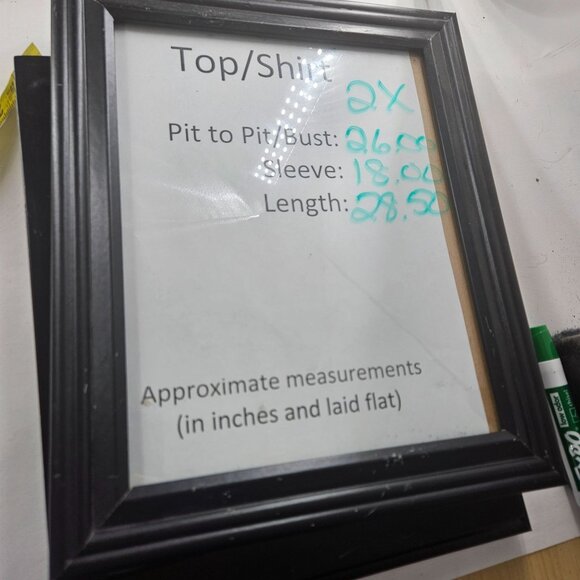 Top/Shirt
2X
Pit to Pit/Bust: 26.00
Sleeve: 18.00
Length: 28.50
Approximate measurements
(in inches and laid flat)